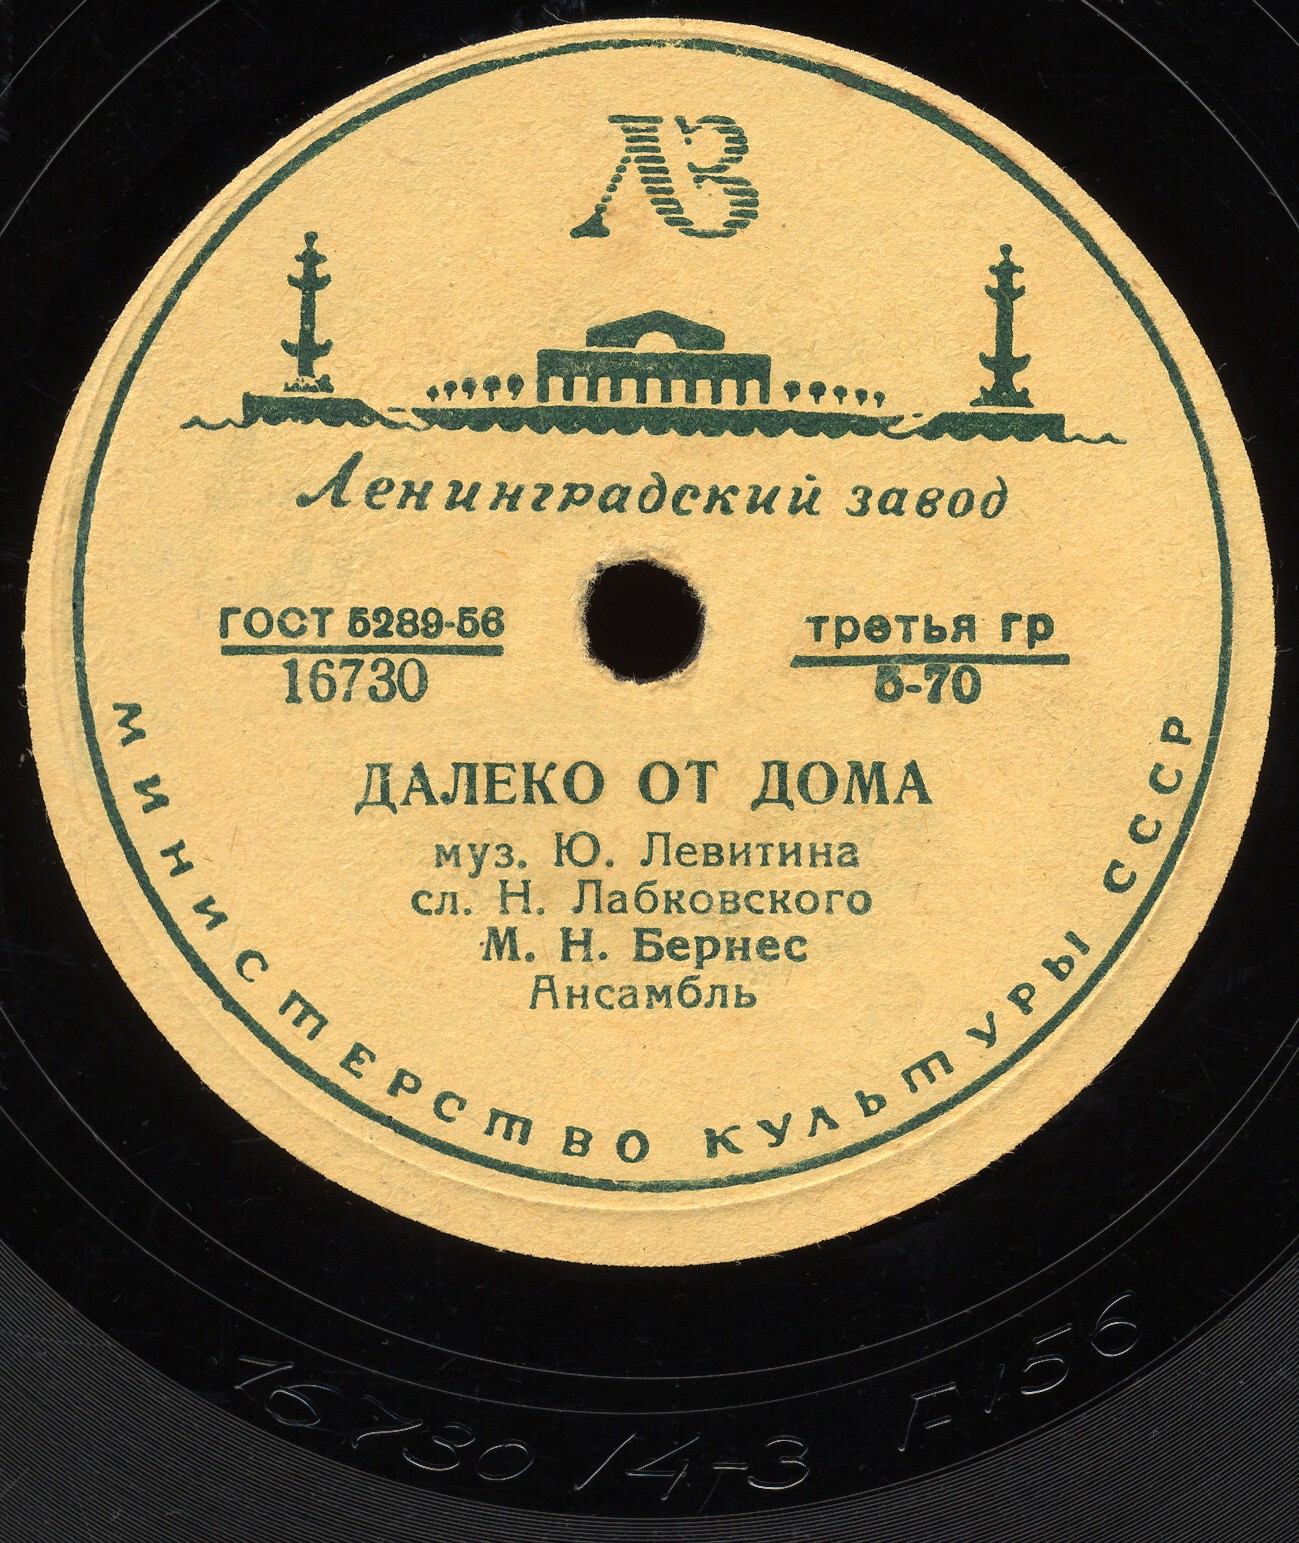 ЛЗ
Ленинградский завод
ГОСТ 5289-56
16730
третья гр
5-70
ДАЛЕКО ОТ ДОМА
муз. Ю. Левитина
сл. Н. Лабковского
М. Н. Бернес
Ансамбль
МИНИСТЕРСТВО КУЛЬТУРЫ СССР
16730 /4-3 F-156